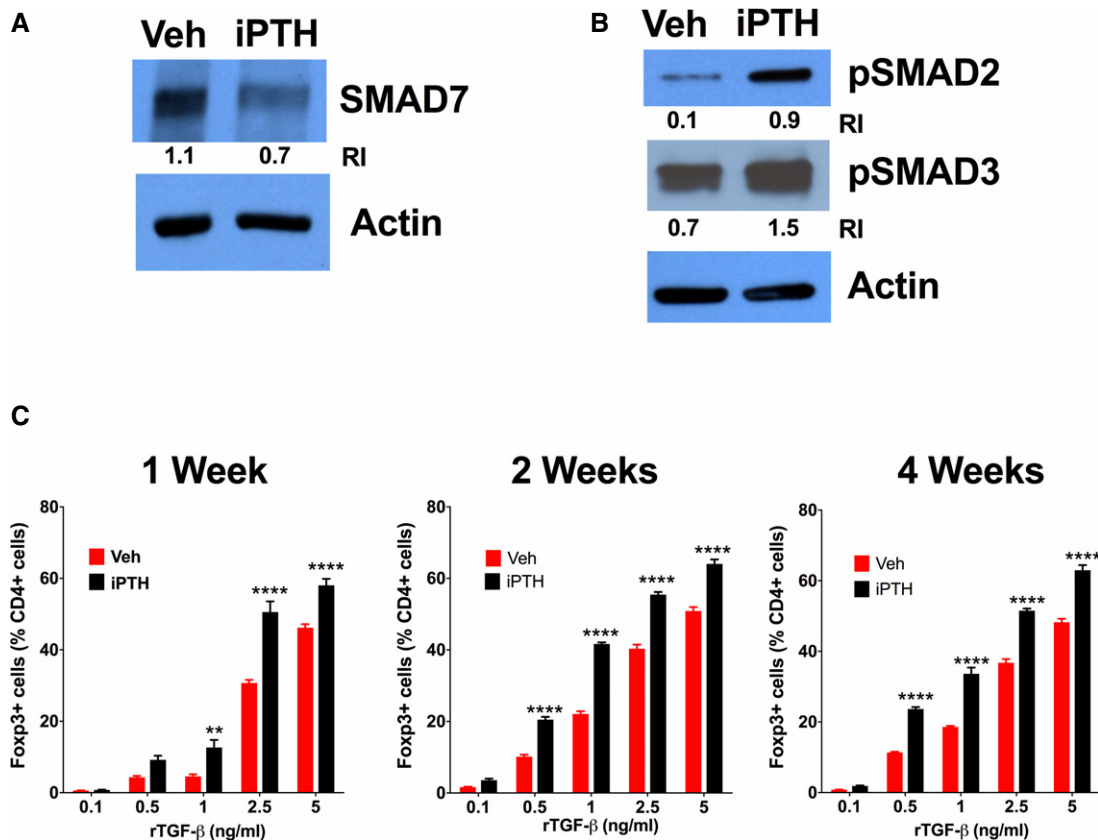 A
Veh iPTH
SMAD7
1.1 0.7 RI
Actin
B
Veh iPTH
pSMAD2
0.1 0.9 RI
pSMAD3
0.7 1.5 RI
Actin
C
1 Week
Foxp3+ cells (% CD4+ cells)
80
60
40
20
0
Veh
iPTH
**
****
****
0.1 0.5 1 2.5 5
rTGF-β (ng/ml)
2 Weeks
Foxp3+ cells (% CD4+ cells)
80
60
40
20
0
Veh
iPTH
****
****
****
****
0.1 0.5 1 2.5 5
rTGF-β (ng/ml)
4 Weeks
Foxp3+ cells (% CD4+ cells)
80
60
40
20
0
Veh
iPTH
****
****
****
****
0.1 0.5 1 2.5 5
rTGF-β (ng/ml)